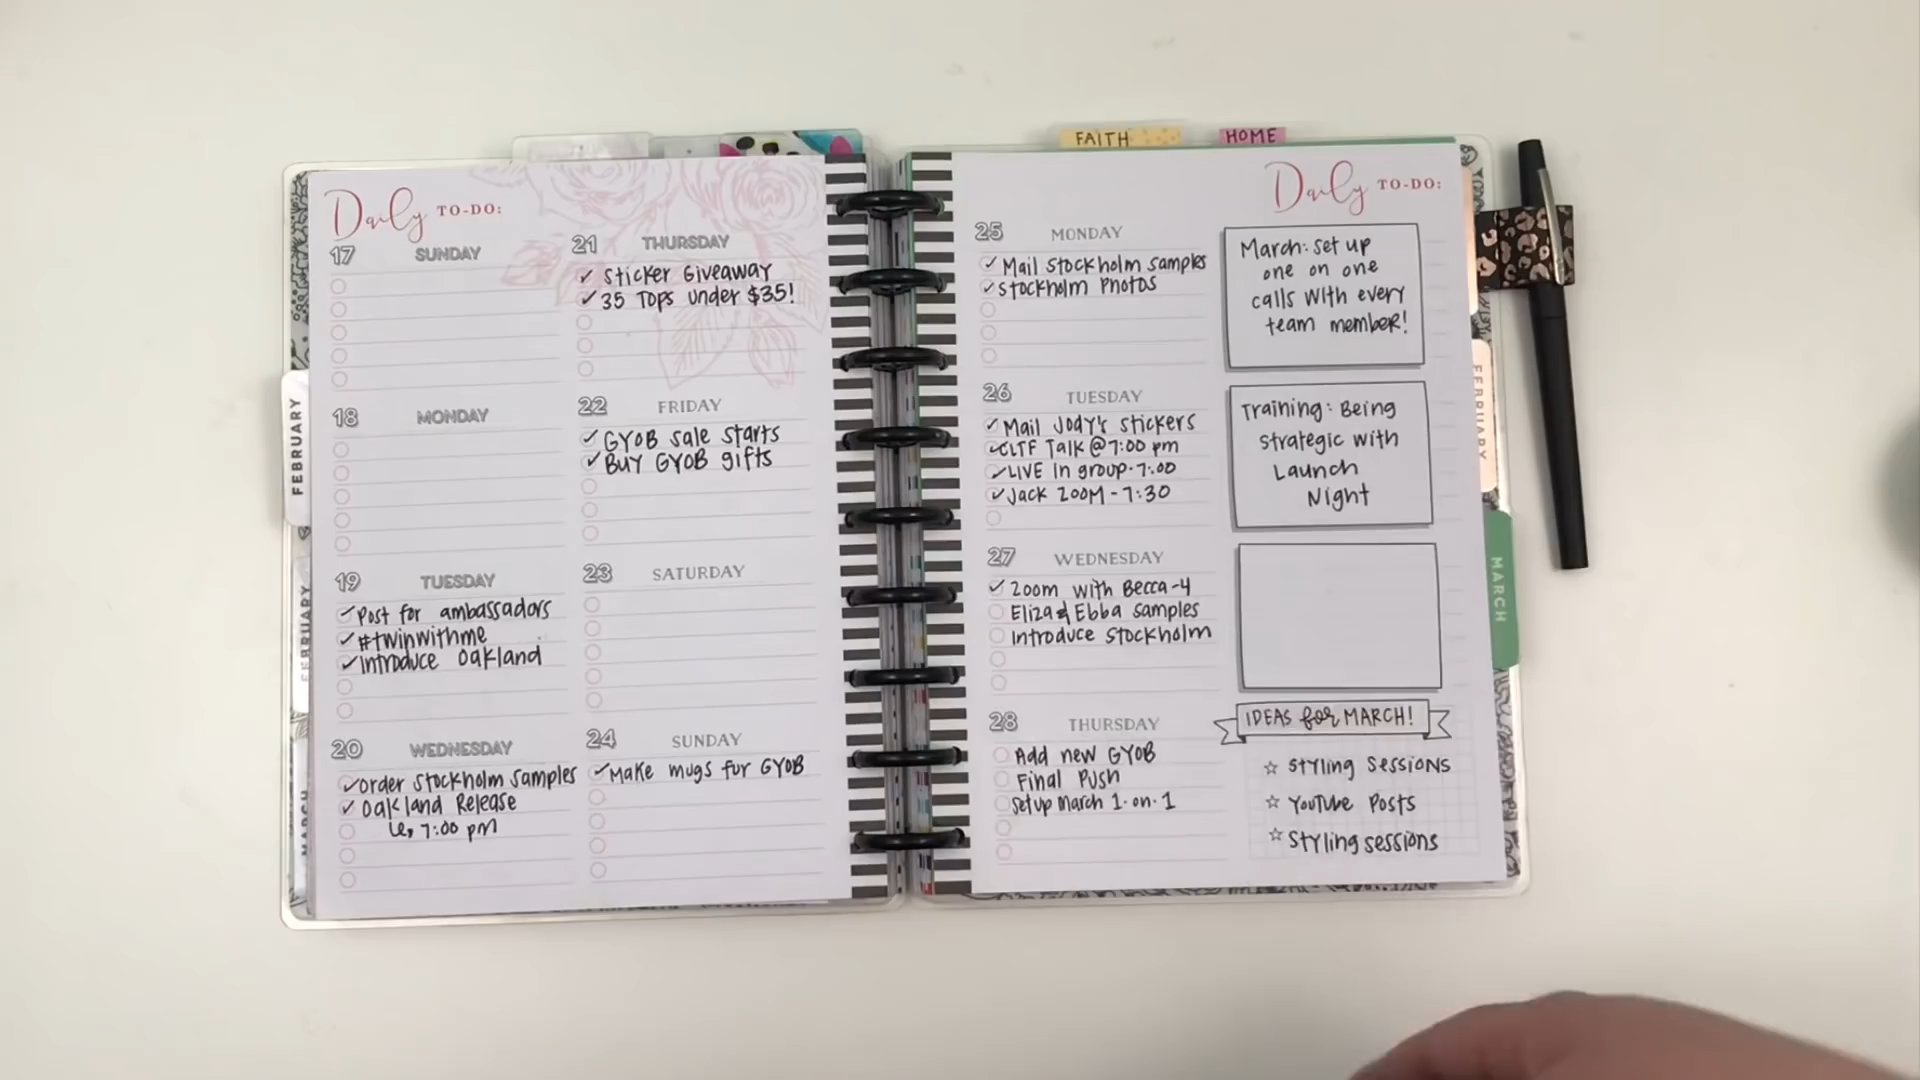 FAITH
HOME
Daily TO-DO:
17 SUNDAY
18 MONDAY
19 TUESDAY
Post for ambassadors
#twinwithme
Introduce Oakland
20 WEDNESDAY
order Stockholm samples
Oakland Release
7:00 pm
21 THURSDAY
Sticker Giveaway
35 Tops under $35!
22 FRIDAY
GYOB sale starts
Buy GYOB gifts
23 SATURDAY
24 SUNDAY
Make mugs for GYOB
FEBRUARY
FEBRUARY
MARCH
Daily TO-DO:
25 MONDAY
Mail Stockholm samples
Stockholm Photos
26 TUESDAY
Mail Jody's stickers
CLTF Talk @ 7:00 pm
LIVE in group - 7:00
Jack ZOOM - 7:30
27 WEDNESDAY
Zoom with Becca - 4
Eliza & Ebba samples
Introduce Stockholm
28 THURSDAY
Add new GYOB
Final Push
Setup March 1-on-1
March: set up
one on one
calls with every
team member!
Training: Being
strategic with
Launch
Night
IDEAS for MARCH!
☆ Styling Sessions
☆ YouTube Posts
☆ Styling sessions
FEBRUARY
MARCH